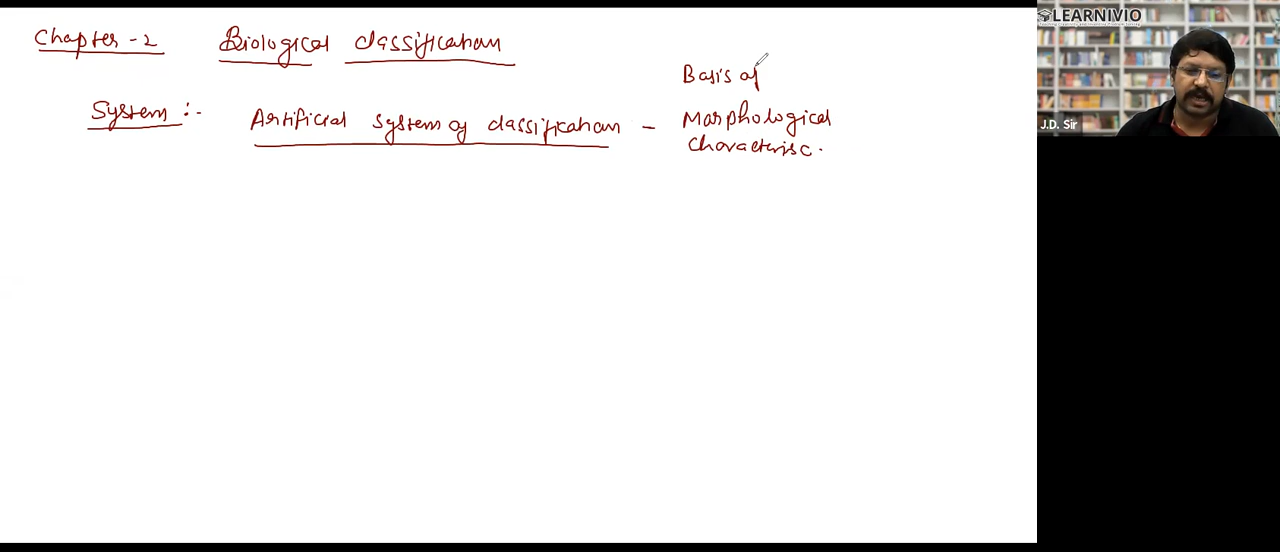 Chapter - 2 Biological classification
System :- Artificial system of classification - Basis of
Morphological
characterisc.
LEARNIVIO
J.D. Sir